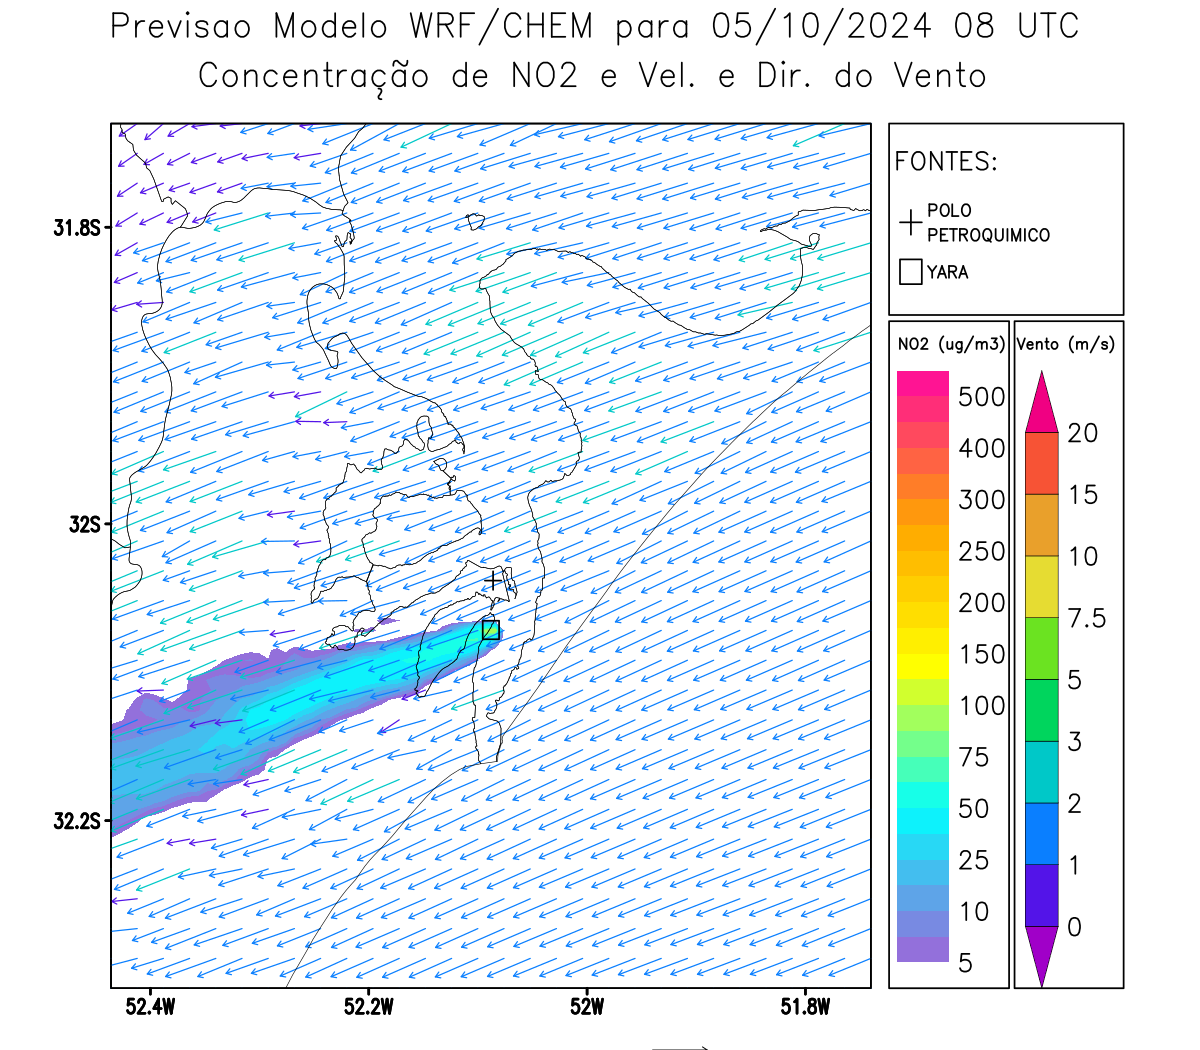 Previsao Modelo WRF/CHEM para 05/10/2024 08 UTC
Concentração de NO2 e Vel. e Dir. do Vento
FONTES:
POLO
PETROQUIMICO
YARA
31.8S
32S
32.2S
52.4W
52.2W
52W
51.8W
NO2 (ug/m3)
500
400
300
250
200
150
100
75
50
25
10
5
Vento (m/s)
20
15
10
7.5
5
3
2
1
0